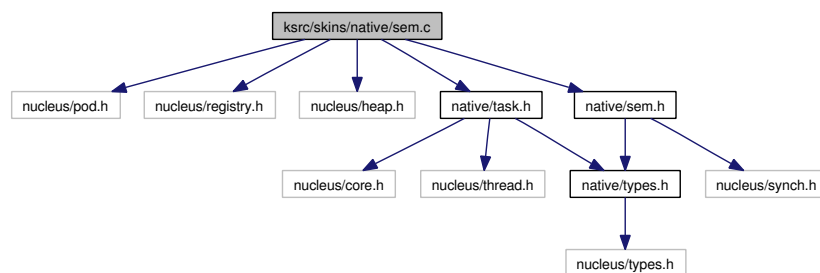 ksrc/skins/native/sem.c
nucleus/pod.h
nucleus/registry.h
nucleus/heap.h
native/task.h
native/sem.h
nucleus/core.h
nucleus/thread.h
native/types.h
nucleus/synch.h
nucleus/types.h